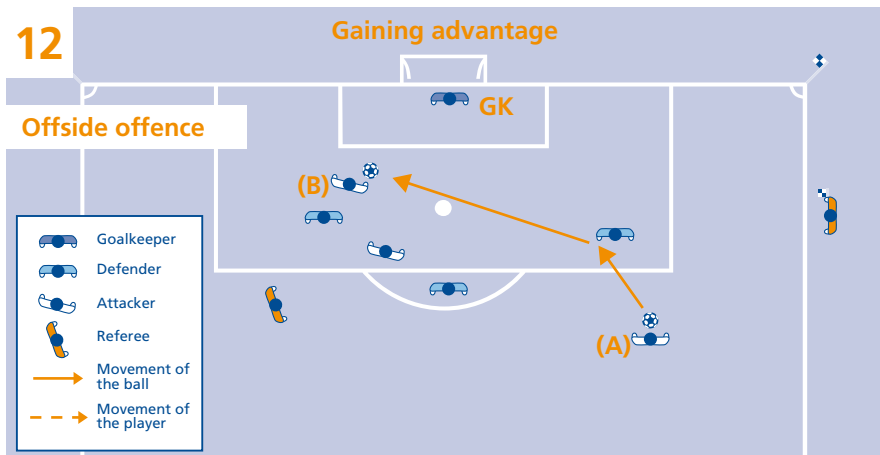 12
Gaining advantage
GK
Offside offence
(B)
(A)
Goalkeeper
Defender
Attacker
Referee
Movement of
the ball
Movement of
the player